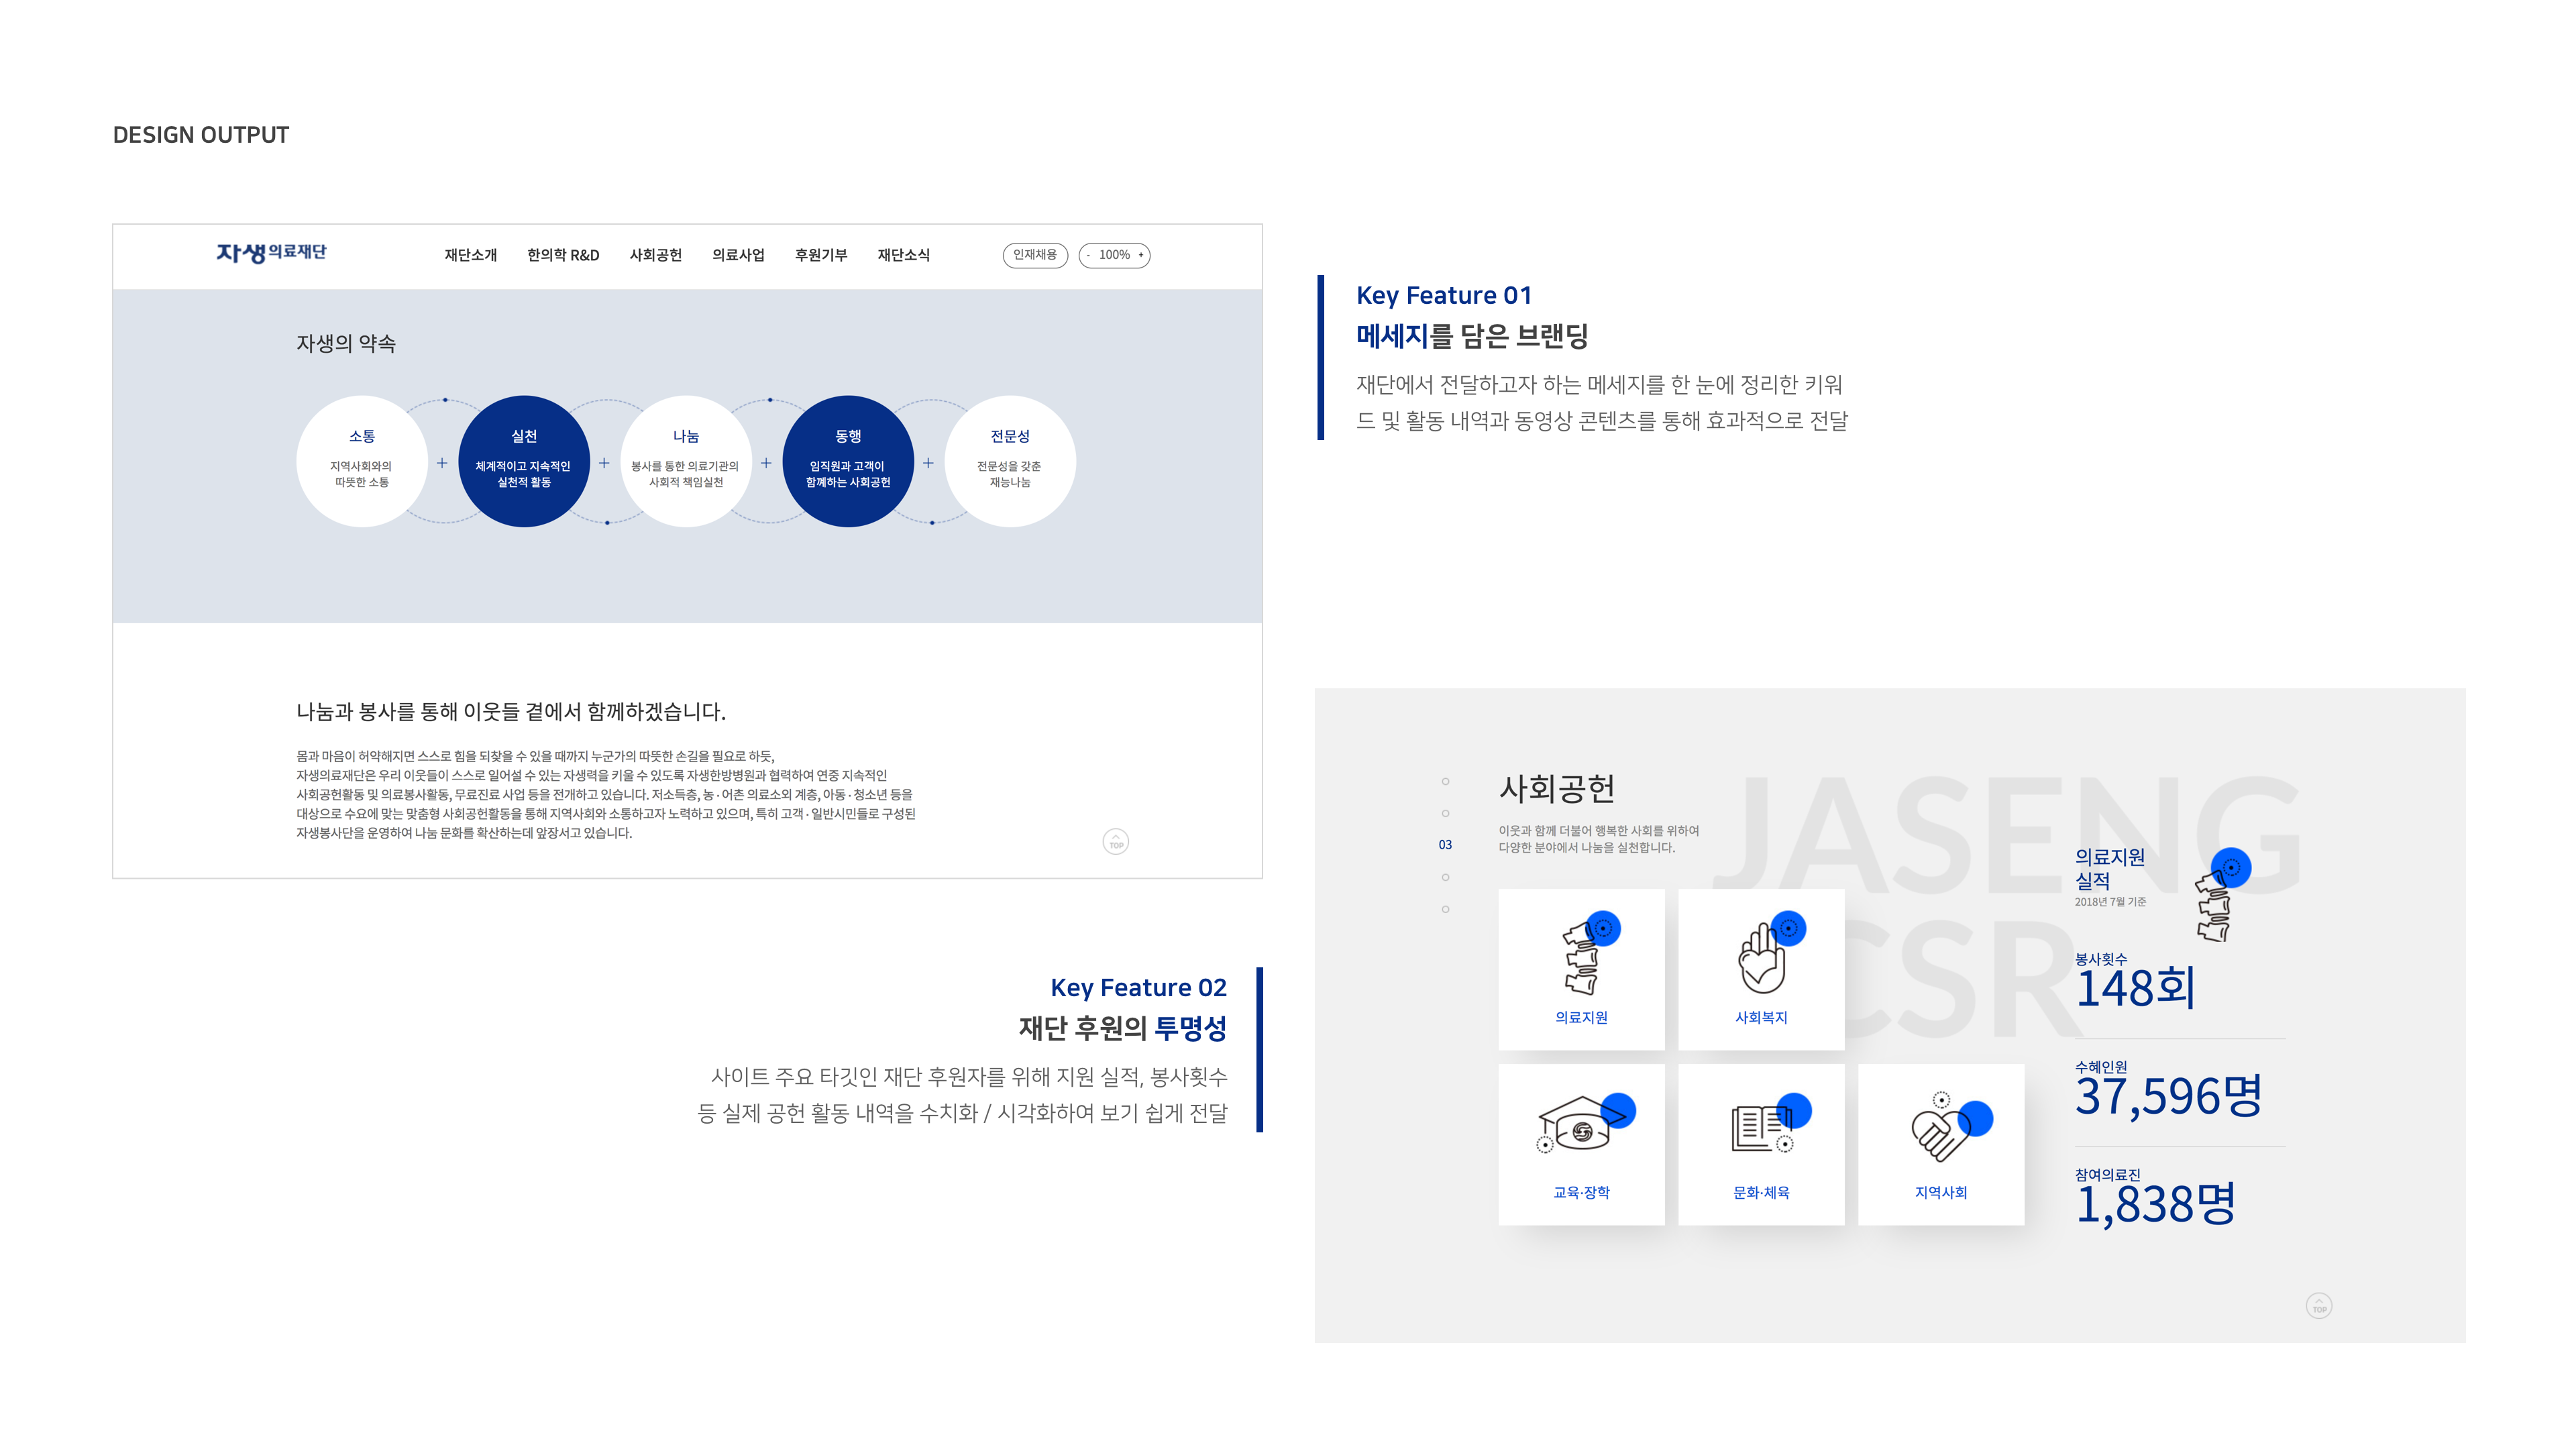 DESIGN OUTPUT
자생 의료재단
재단소개
한의학 R&D
사회공헌
의료사업
후원기부
재단소식
인재채용
- 100% +
자생의 약속
소통
지역사회와의
따뜻한 소통
+
실천
체계적이고 지속적인
실천적 활동
+
나눔
봉사를 통한 의료기관의
사회적 책임실천
+
동행
임직원과 고객이
함께하는 사회공헌
+
전문성
전문성을 갖춘
재능나눔
나눔과 봉사를 통해 이웃들 곁에서 함께하겠습니다.
몸과 마음이 허약해지면 스스로 힘을 되찾을 수 있을 때까지 누군가의 따뜻한 손길을 필요로 하듯,
자생의료재단은 우리 이웃들이 스스로 일어설 수 있는 자생력을 키울 수 있도록 자생한방병원과 협력하여 연중 지속적인
사회공헌활동 및 의료봉사활동, 무료진료 사업 등을 전개하고 있습니다. 저소득층, 농·어촌 의료소외 계층, 아동·청소년 등을
대상으로 수요에 맞는 맞춤형 사회공헌활동을 통해 지역사회와 소통하고자 노력하고 있으며, 특히 고객·일반시민들로 구성된
자생봉사단을 운영하여 나눔 문화를 확산하는데 앞장서고 있습니다.
TOP
Key Feature 01
메세지를 담은 브랜딩
재단에서 전달하고자 하는 메세지를 한 눈에 정리한 키워
드 및 활동 내역과 동영상 콘텐츠를 통해 효과적으로 전달
Key Feature 02
재단 후원의 투명성
사이트 주요 타깃인 재단 후원자를 위해 지원 실적, 봉사횟수
등 실제 공헌 활동 내역을 수치화 / 시각화하여 보기 쉽게 전달
03
사회공헌
이웃과 함께 더불어 행복한 사회를 위하여
다양한 분야에서 나눔을 실천합니다.
JASENG
CSR
의료지원
사회복지
교육·장학
문화·체육
지역사회
의료지원
실적
2018년 7월 기준
봉사횟수
148회
수혜인원
37,596명
참여의료진
1,838명
TOP